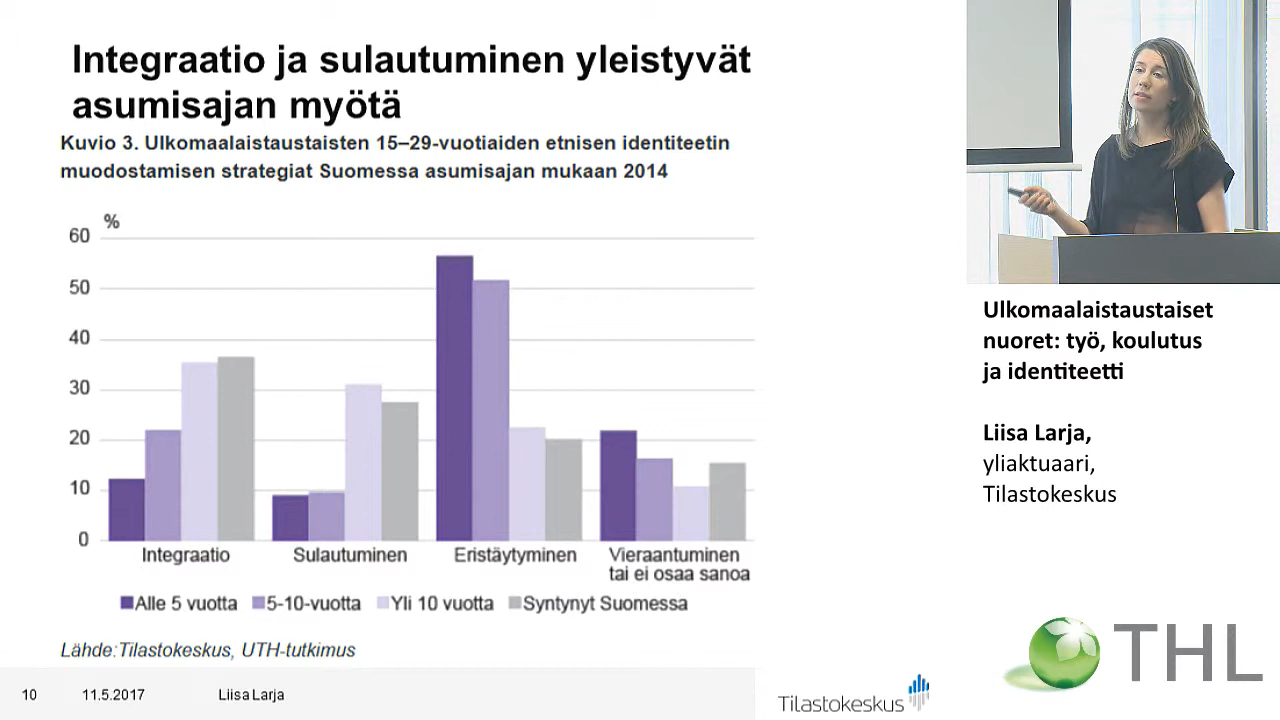 Integraatio ja sulautuminen yleistyvät
asumisajan myötä
Kuvio 3. Ulkomaalaistaustaisten 15–29-vuotiaiden etnisen identiteetin
muodostamisen strategiat Suomessa asumisajan mukaan 2014
%
60
50
40
30
20
10
0
Integraatio
Sulautuminen
Eristäytyminen
Vieraantuminen
tai ei osaa sanoa
Alle 5 vuotta
5-10-vuotta
Yli 10 vuotta
Syntynyt Suomessa
Lähde:Tilastokeskus, UTH-tutkimus
10
11.5.2017
Liisa Larja
Tilastokeskus
Ulkomaalaistaustaiset
nuoret: työ, koulutus
ja identiteetti
Liisa Larja,
yliaktuaari,
Tilastokeskus
THL